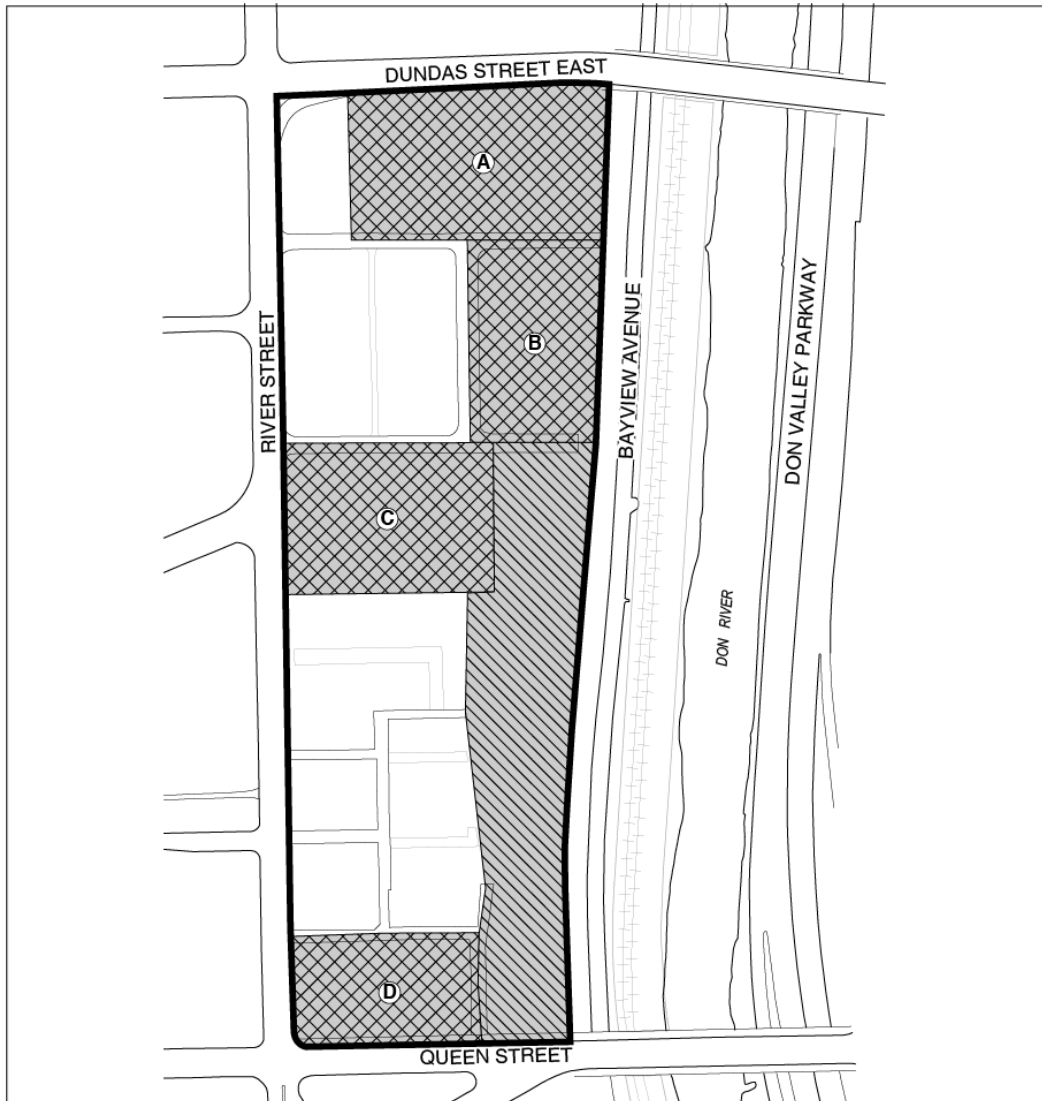 DUNDAS STREET EAST
A
B
RIVER STREET
BAYVIEW AVENUE
DON VALLEY PARKWAY
C
DON RIVER
D
QUEEN STREET